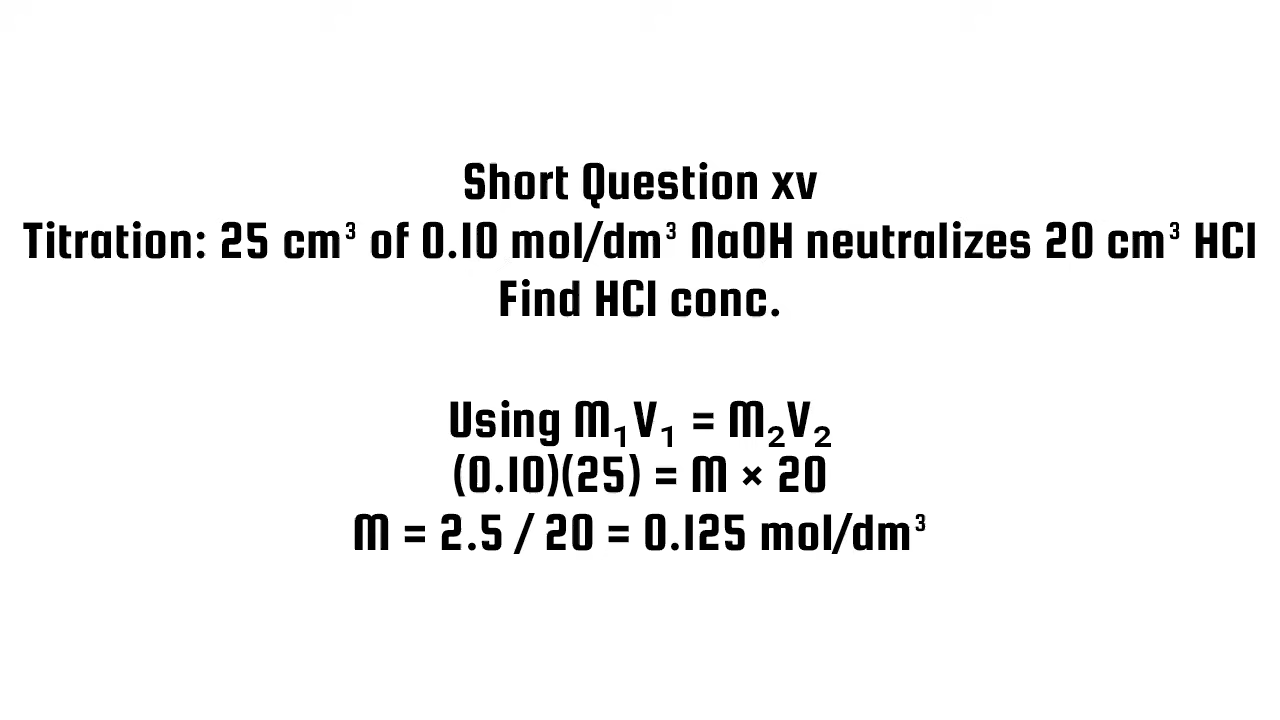 Short Question xv
Titration: 25 cm³ of 0.10 mol/dm³ NaOH neutralizes 20 cm³ HCl
Find HCl conc.
Using M₁V₁ = M₂V₂
(0.10)(25) = M × 20
M = 2.5 / 20 = 0.125 mol/dm³